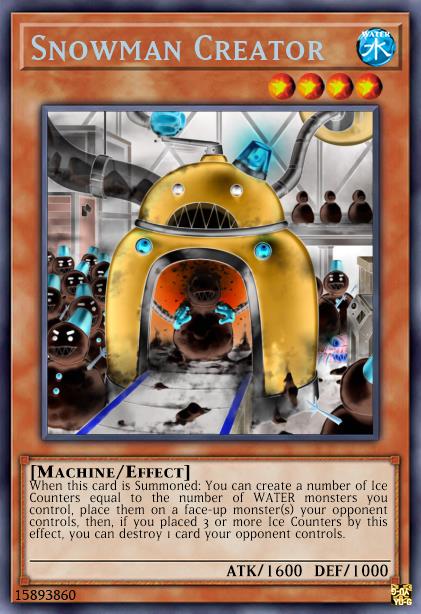 SNOWMAN CREATOR
WATER
水
[MACHINE/EFFECT]
When this card is Summoned: You can create a number of Ice
Counters equal to the number of WATER monsters you
control, place them on a face-up monster(s) your opponent
controls, then, if you placed 3 or more Ice Counters by this
effect, you can destroy 1 card your opponent controls.
ATK/1600 DEF/1000
15893860